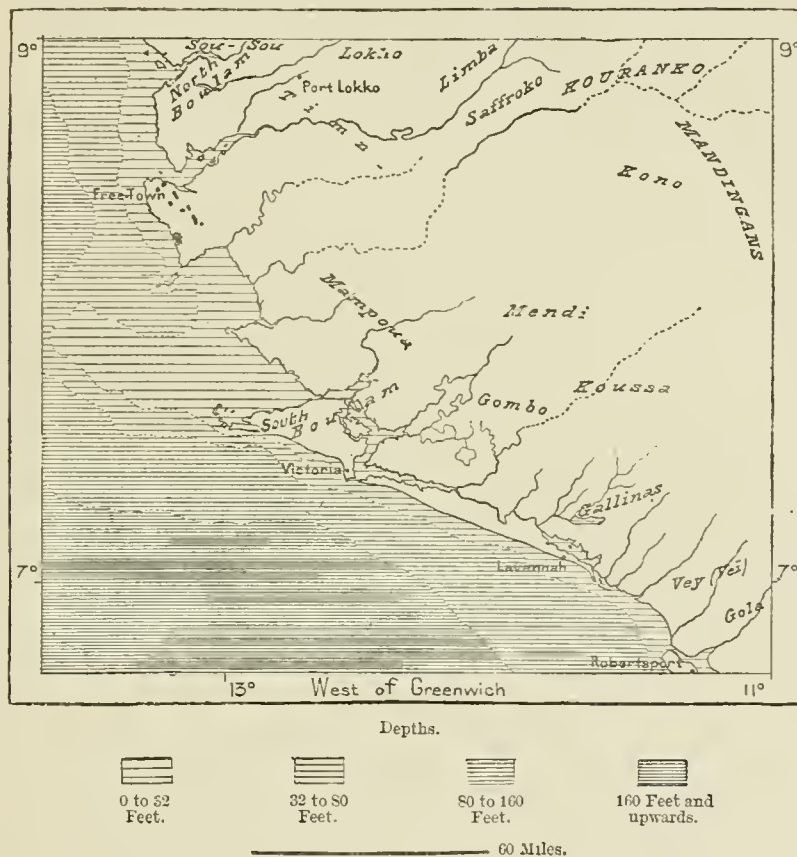 9°
9°
Sou-Sou
Lokko
Limba
North Boulam
Port Lokko
Timni
Saffroko
KOURANKO
MANDINGANS
Kono
Free-Town
Mampoua
Mendi
Koussa
Gombo
South Boulam
Victoria
Gallinas
Lavannah
7°
7°
Vey (Veï)
Gola
Robertsport
13°
West of Greenwich
11°
Depths.
0 to 32 Feet.
32 to 80 Feet.
80 to 160 Feet.
160 Feet and upwards.
60 Miles.